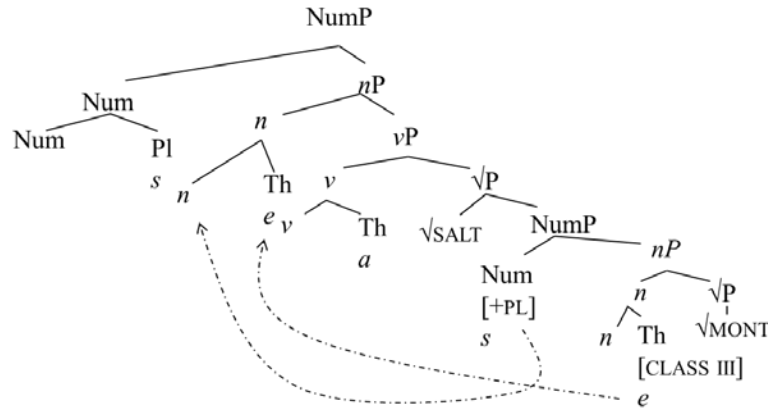 NumP
Num nP
Num Pl n vP
s n Th v √P
e v Th √SALT NumP
a Num nP
[+PL] n √P
s n Th √MONT
[CLASS III]
e